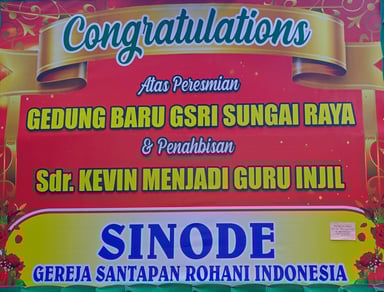 Congratulations
Atas Peresmian
GEDUNG BARU GSRI SUNGAI RAYA
& Penahbisan
Sdr. KEVIN MENJADI GURU INJIL
SINODE
GEREJA SANTAPAN ROHANI INDONESIA